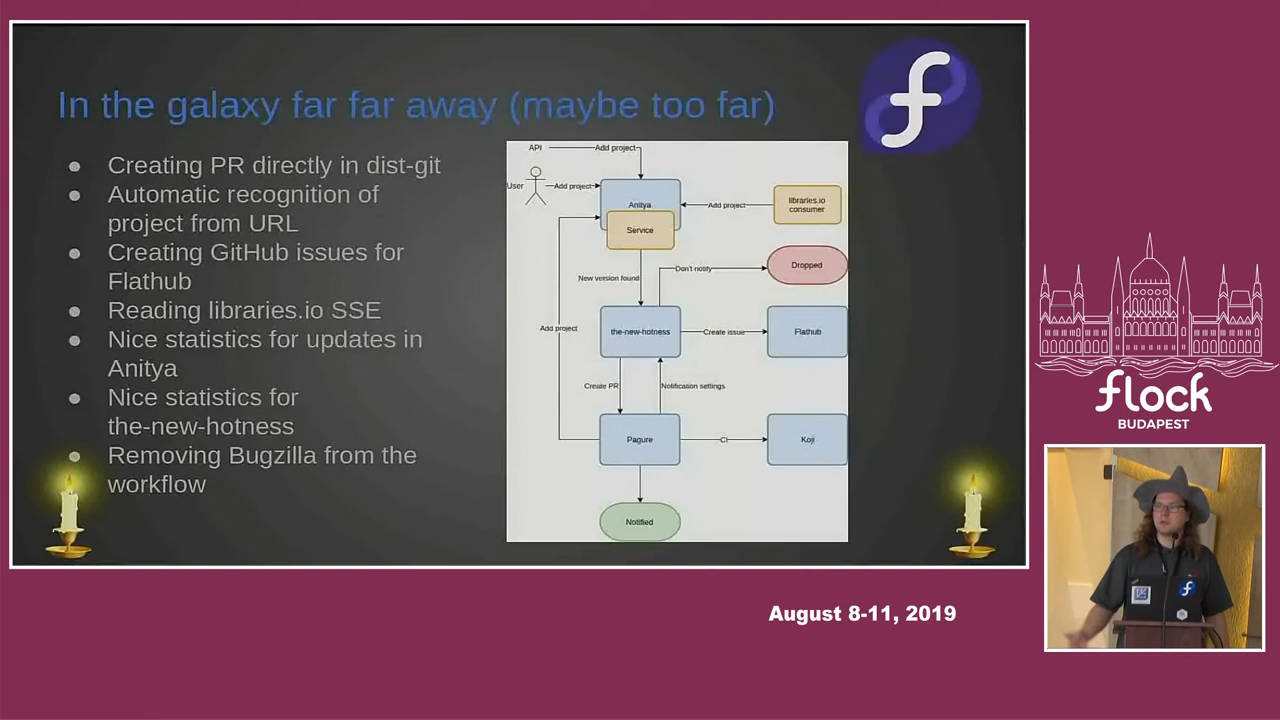 In the galaxy far far away (maybe too far)
Creating PR directly in dist-git
Automatic recognition of
project from URL
Creating GitHub issues for
Flathub
Reading libraries.io SSE
Nice statistics for updates in
Anitya
Nice statistics for
the-new-hotness
Removing Bugzilla from the
workflow
API
Add project
User
Add project
Anitya
Service
Add project
libraries.io
consumer
New version found
Don't notify
Dropped
Add project
the-new-hotness
Create issue
Flathub
Create PR
Notification settings
Pagure
CI
Koji
Notified
flock
BUDAPEST
August 8-11, 2019